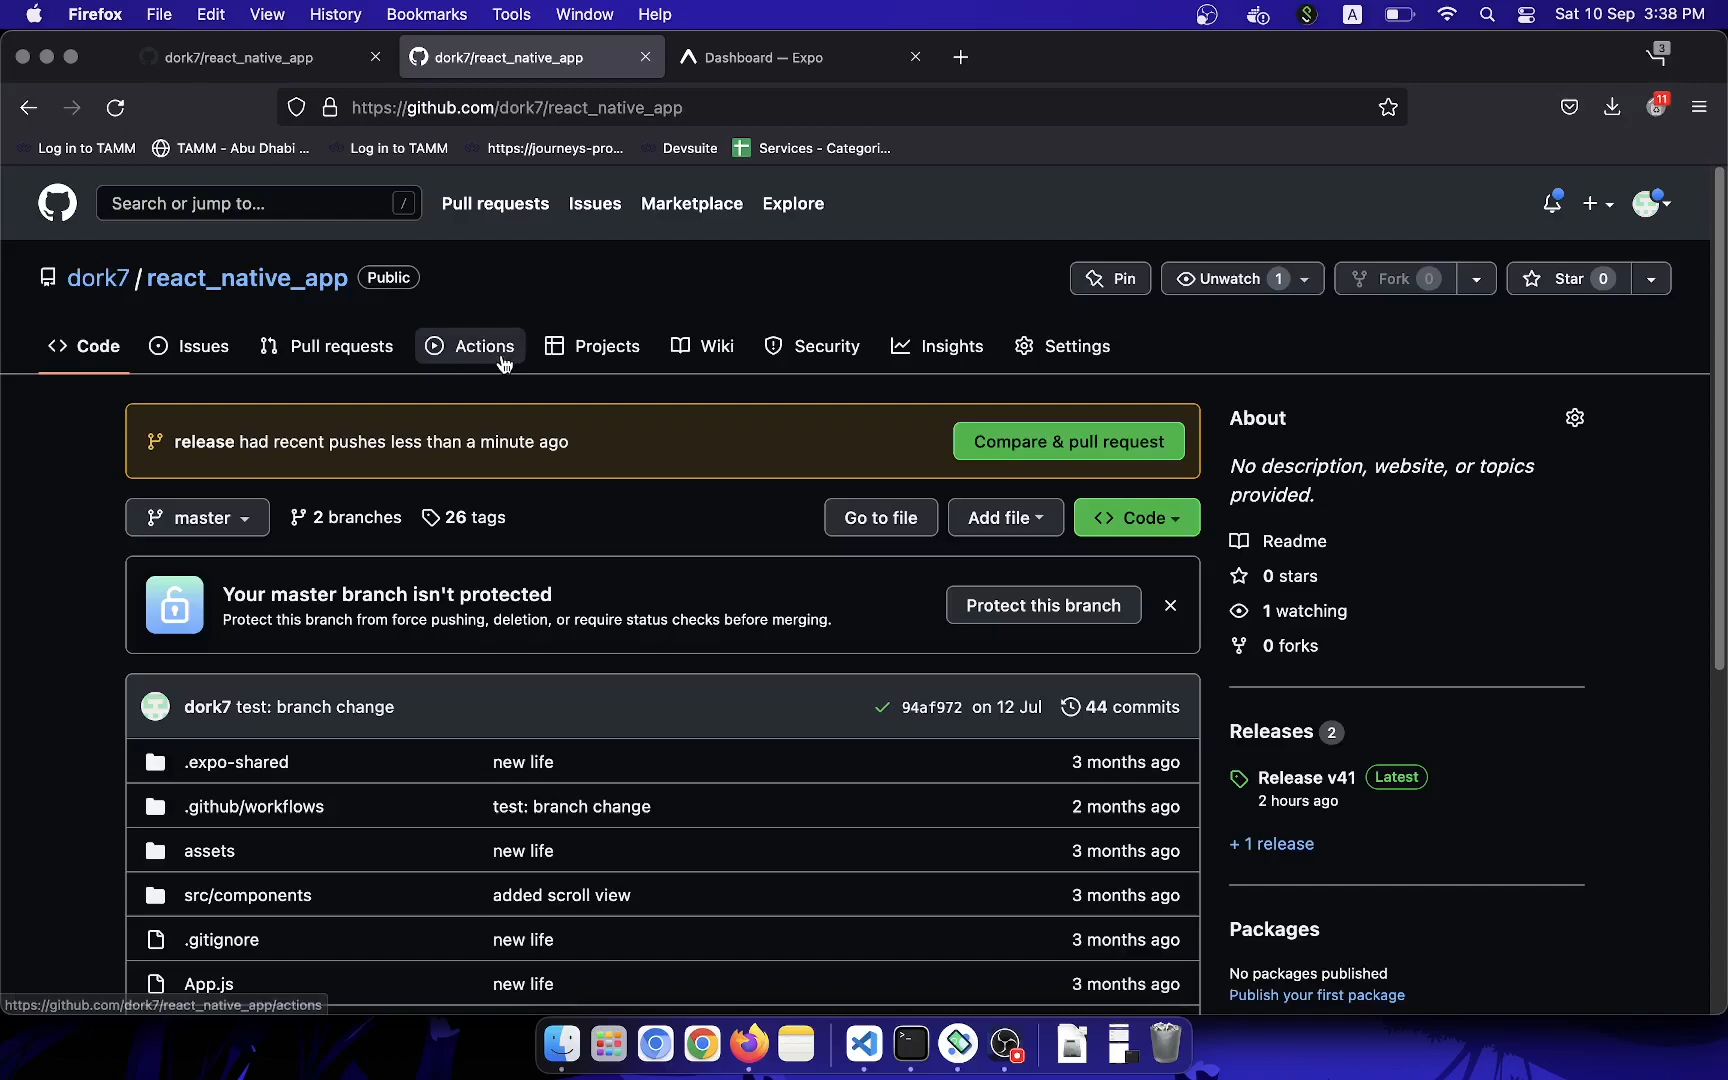 Firefox File Edit View History Bookmarks Tools Window Help A Sat 10 Sep 3:38 PM
dork7/react_native_app dork7/react_native_app Dashboard — Expo 3
https://github.com/dork7/react_native_app 11
Log in to TAMM TAMM - Abu Dhabi ... Log in to TAMM https://journeys-pro... Devsuite Services - Categori...
Search or jump to... / Pull requests Issues Marketplace Explore
dork7 / react_native_app Public Pin Unwatch 1 Fork 0 Star 0
Code Issues Pull requests Actions Projects Wiki Security Insights Settings
release had recent pushes less than a minute ago Compare & pull request
master 2 branches 26 tags Go to file Add file Code
Your master branch isn't protected
Protect this branch from force pushing, deletion, or require status checks before merging.
Protect this branch
dork7 test: branch change 94af972 on 12 Jul 44 commits
.expo-shared new life 3 months ago
.github/workflows test: branch change 2 months ago
assets new life 3 months ago
src/components added scroll view 3 months ago
.gitignore new life 3 months ago
App.js new life 3 months ago
About
No description, website, or topics
provided.
Readme
0 stars
1 watching
0 forks
Releases 2
Release v41 Latest
2 hours ago
+ 1 release
Packages
No packages published
Publish your first package
https://github.com/dork7/react_native_app/actions